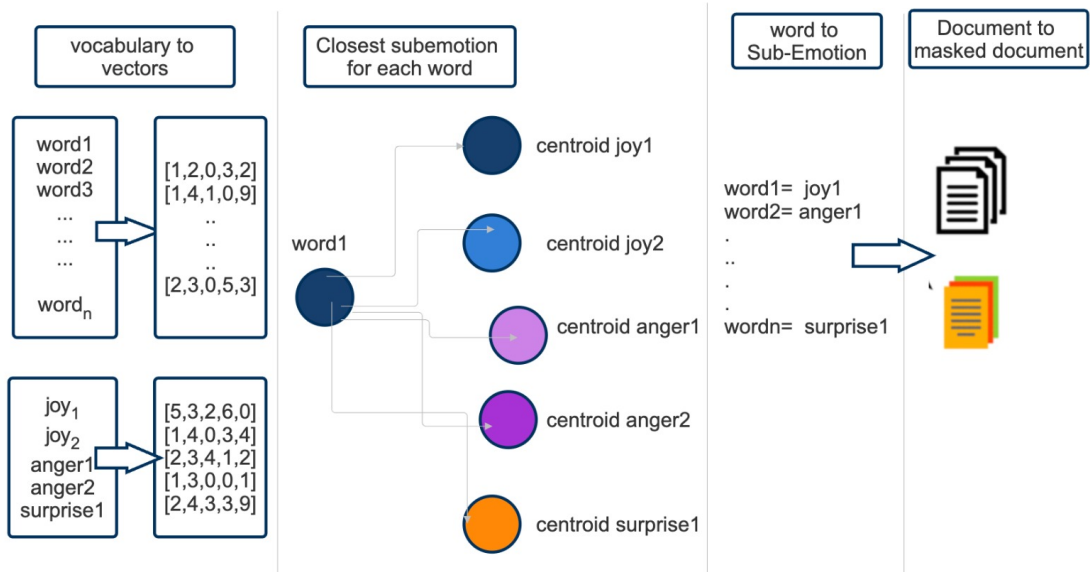 vocabulary to
vectors
word1
word2
word3
...
...
...
wordn
[1,2,0,3,2]
[1,4,1,0,9]
..
..
..
[2,3,0,5,3]
joy1
joy2
anger1
anger2
surprise1
[5,3,2,6,0]
[1,4,0,3,4]
[2,3,4,1,2]
[1,3,0,0,1]
[2,4,3,3,9]
Closest subemotion
for each word
word1
centroid joy1
centroid joy2
centroid anger1
centroid anger2
centroid surprise1
word to
Sub-Emotion
word1= joy1
word2= anger1
.
..
.
.
wordn= surprise1
Document to
masked document